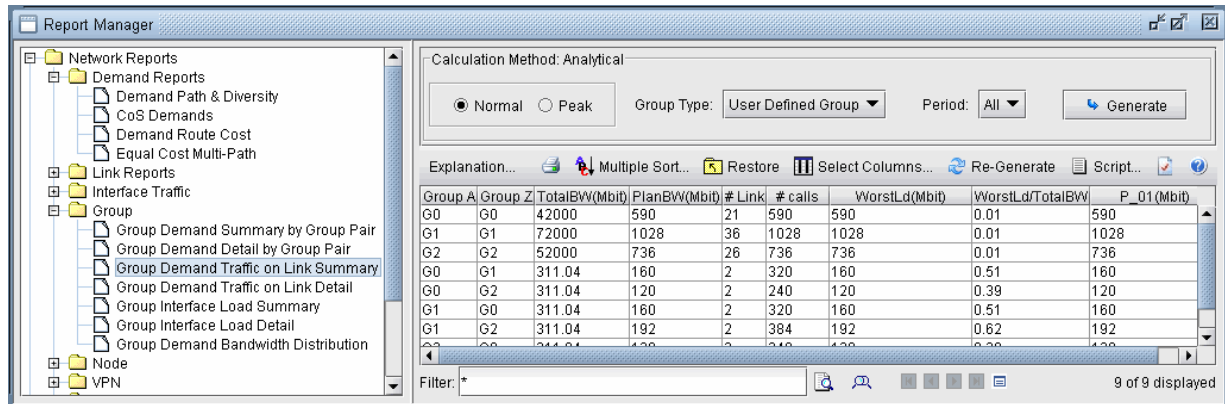 Report Manager
Network Reports
Demand Reports
Demand Path & Diversity
CoS Demands
Demand Route Cost
Equal Cost Multi-Path
Link Reports
Interface Traffic
Group
Group Demand Summary by Group Pair
Group Demand Detail by Group Pair
Group Demand Traffic on Link Summary
Group Demand Traffic on Link Detail
Group Interface Load Summary
Group Interface Load Detail
Group Demand Bandwidth Distribution
Node
VPN
Calculation Method: Analytical
Normal Peak Group Type: User Defined Group Period: All Generate
Explanation... Multiple Sort... Restore Select Columns... Re-Generate Script...
Group A Group Z TotalBW(Mbit) PlanBW(Mbit) # Link # calls WorstLd(Mbit) WorstLd/TotalBW P_01(Mbit)
G0 G0 42000 590 21 590 590 0.01 590
G1 G1 72000 1028 36 1028 1028 0.01 1028
G2 G2 52000 736 26 736 736 0.01 736
G0 G1 311.04 160 2 320 160 0.51 160
G0 G2 311.04 120 2 240 120 0.39 120
G1 G0 311.04 160 2 320 160 0.51 160
G1 G2 311.04 192 2 384 192 0.62 192
Filter: * 9 of 9 displayed